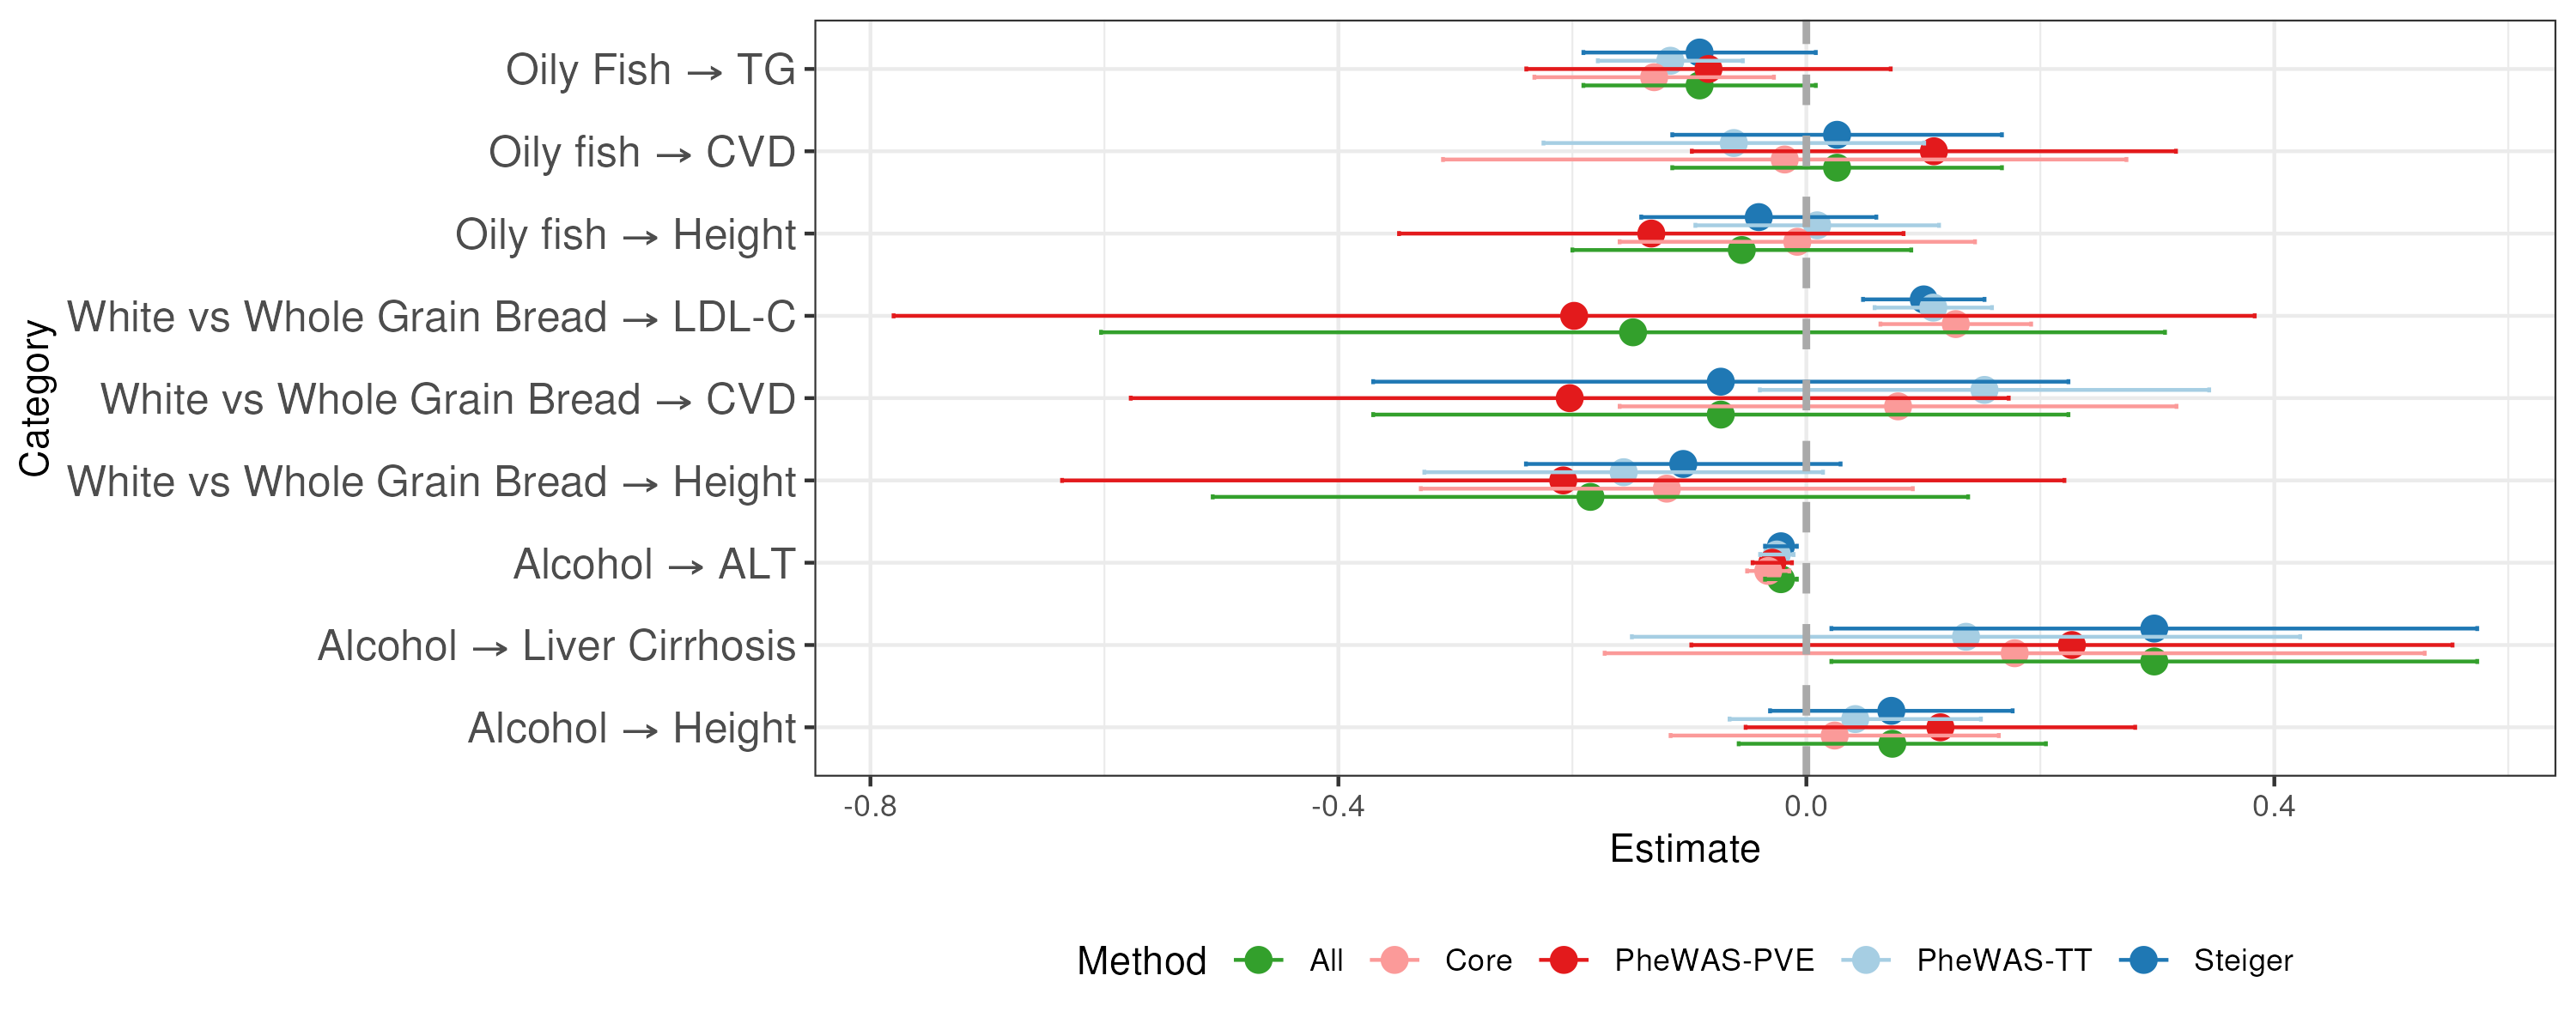 Oily Fish → TG
Oily fish → CVD
Oily fish → Height
White vs Whole Grain Bread → LDL-C
White vs Whole Grain Bread → CVD
White vs Whole Grain Bread → Height
Alcohol → ALT
Alcohol → Liver Cirrhosis
Alcohol → Height
Category
-0.8 -0.4 0.0 0.4
Estimate
Method All Core PheWAS-PVE PheWAS-TT Steiger